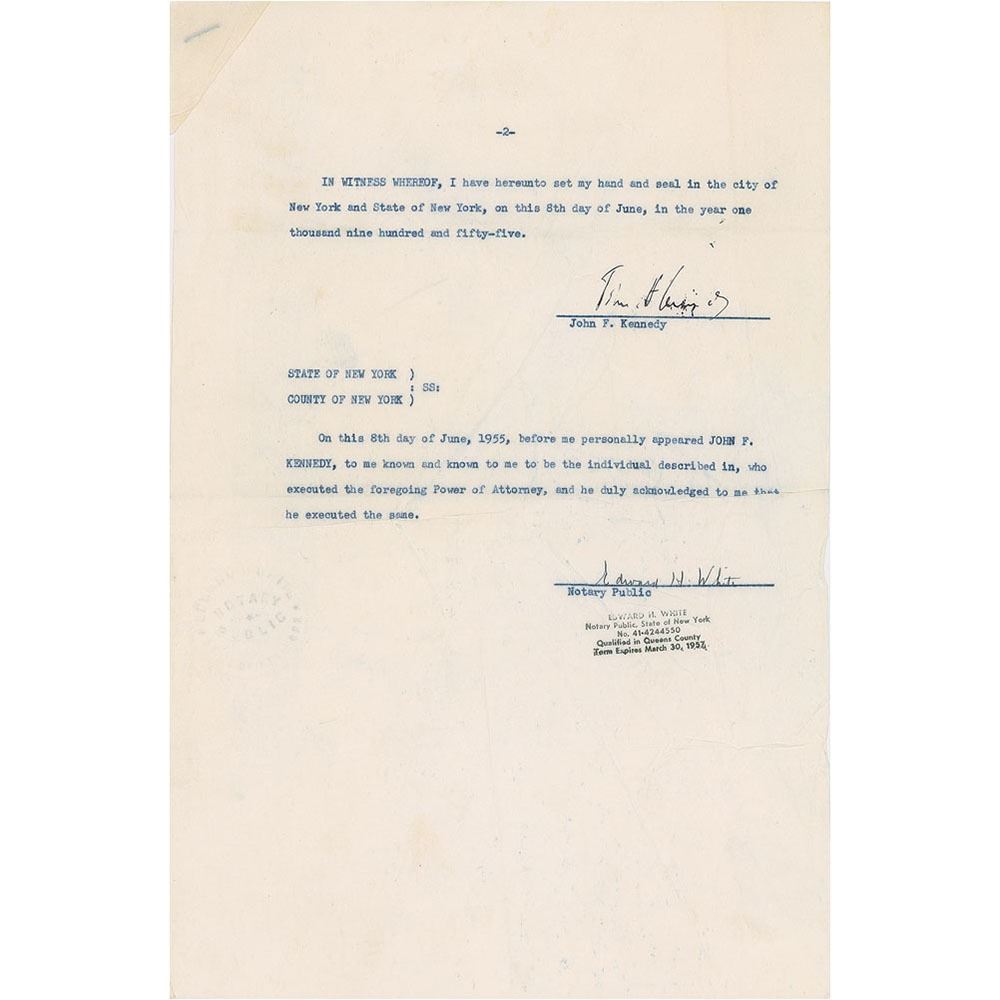 -2-
IN WITNESS WHEREOF, I have hereunto set my hand and seal in the city of
New York and State of New York, on this 8th day of June, in the year one
thousand nine hundred and fifty-five.
John F. Kennedy
STATE OF NEW YORK )
: SS:
COUNTY OF NEW YORK )
On this 8th day of June, 1955, before me personally appeared JOHN F.
KENNEDY, to me known and known to me to be the individual described in, who
executed the foregoing Power of Attorney, and he duly acknowledged to me that
he executed the same.
Edward H. White
Notary Public
EDWARD H. WHITE
Notary Public, State of New York
No. 41-4244550
Qualified in Queens County
Term Expires March 30, 1957
NOTARY
PUBLIC